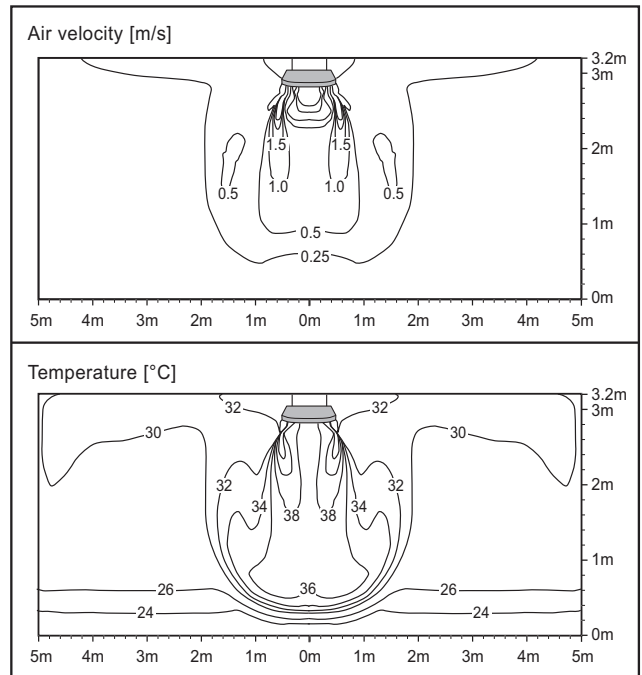 Air velocity [m/s]
3.2m
3m
1.5 1.5
2m
0.5 1.0 1.0 0.5
1m
0.5
0.25
0m
5m 4m 3m 2m 1m 0m 1m 2m 3m 4m 5m
Temperature [°C]
3.2m
32 32
3m
30 30
32 32
2m
34 34
38 38
1m
26 36 26
24 24
0m
5m 4m 3m 2m 1m 0m 1m 2m 3m 4m 5m